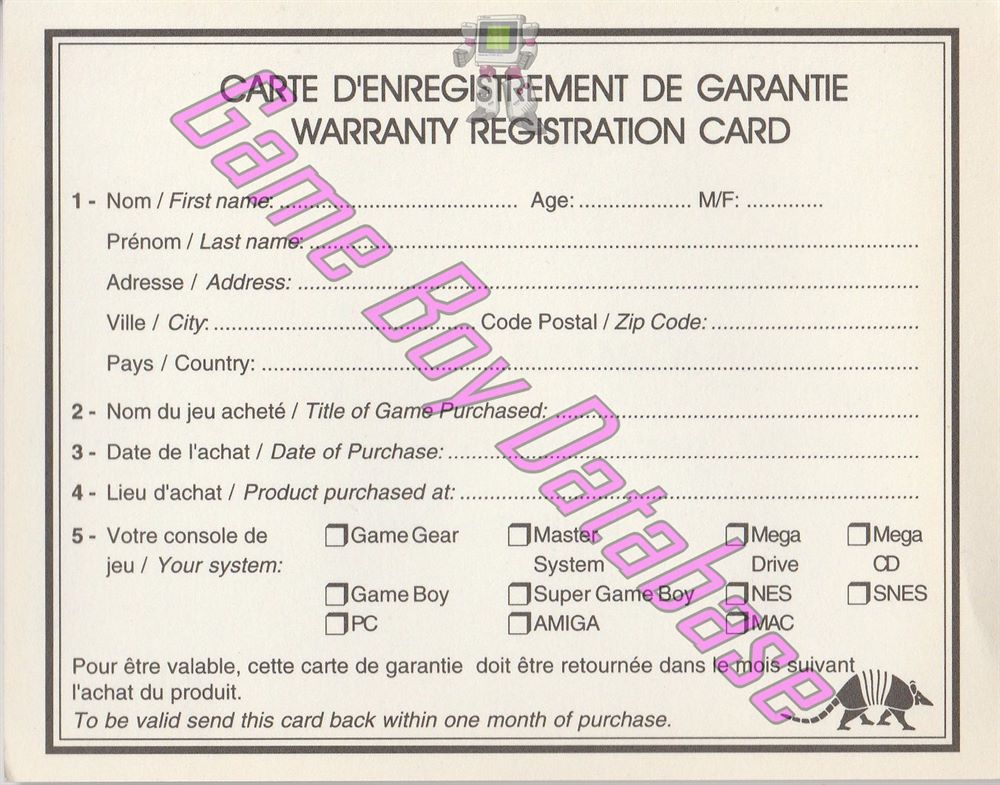 CARTE D'ENREGISTREMENT DE GARANTIE
WARRANTY REGISTRATION CARD
1 - Nom / First name: ........................................ Age: ................... M/F: .............
Prénom / Last name: ........................................
Adresse / Address: ........................................
Ville / City: ........................................ Code Postal / Zip Code: ........................................
Pays / Country: ........................................
2 - Nom du jeu acheté / Title of Game Purchased: ........................................
3 - Date de l'achat / Date of Purchase: ........................................
4 - Lieu d'achat / Product purchased at: ........................................
5 - Votre console de jeu / Your system:
Game Gear
Master System
Mega Drive
Mega CD
Game Boy
Super Game Boy
NES
SNES
PC
AMIGA
MAC
Pour être valable, cette carte de garantie doit être retournée dans le mois suivant
l'achat du produit.
To be valid send this card back within one month of purchase.
Game Boy Database